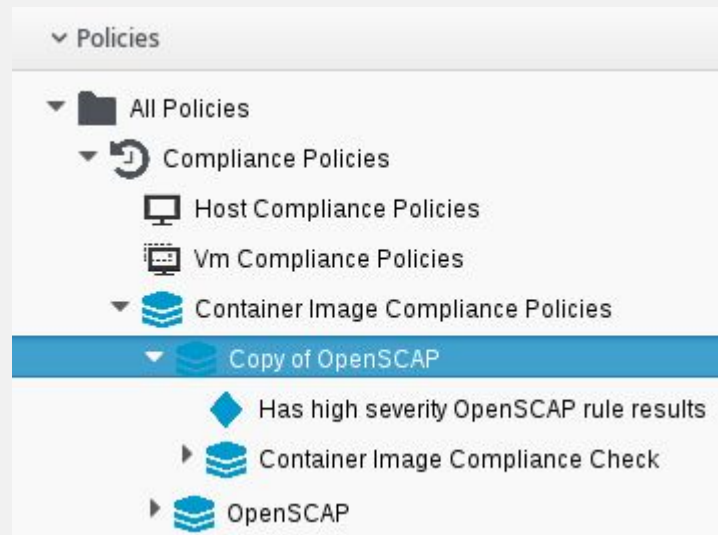 Policies
All Policies
Compliance Policies
Host Compliance Policies
Vm Compliance Policies
Container Image Compliance Policies
Copy of OpenSCAP
Has high severity OpenSCAP rule results
Container Image Compliance Check
OpenSCAP